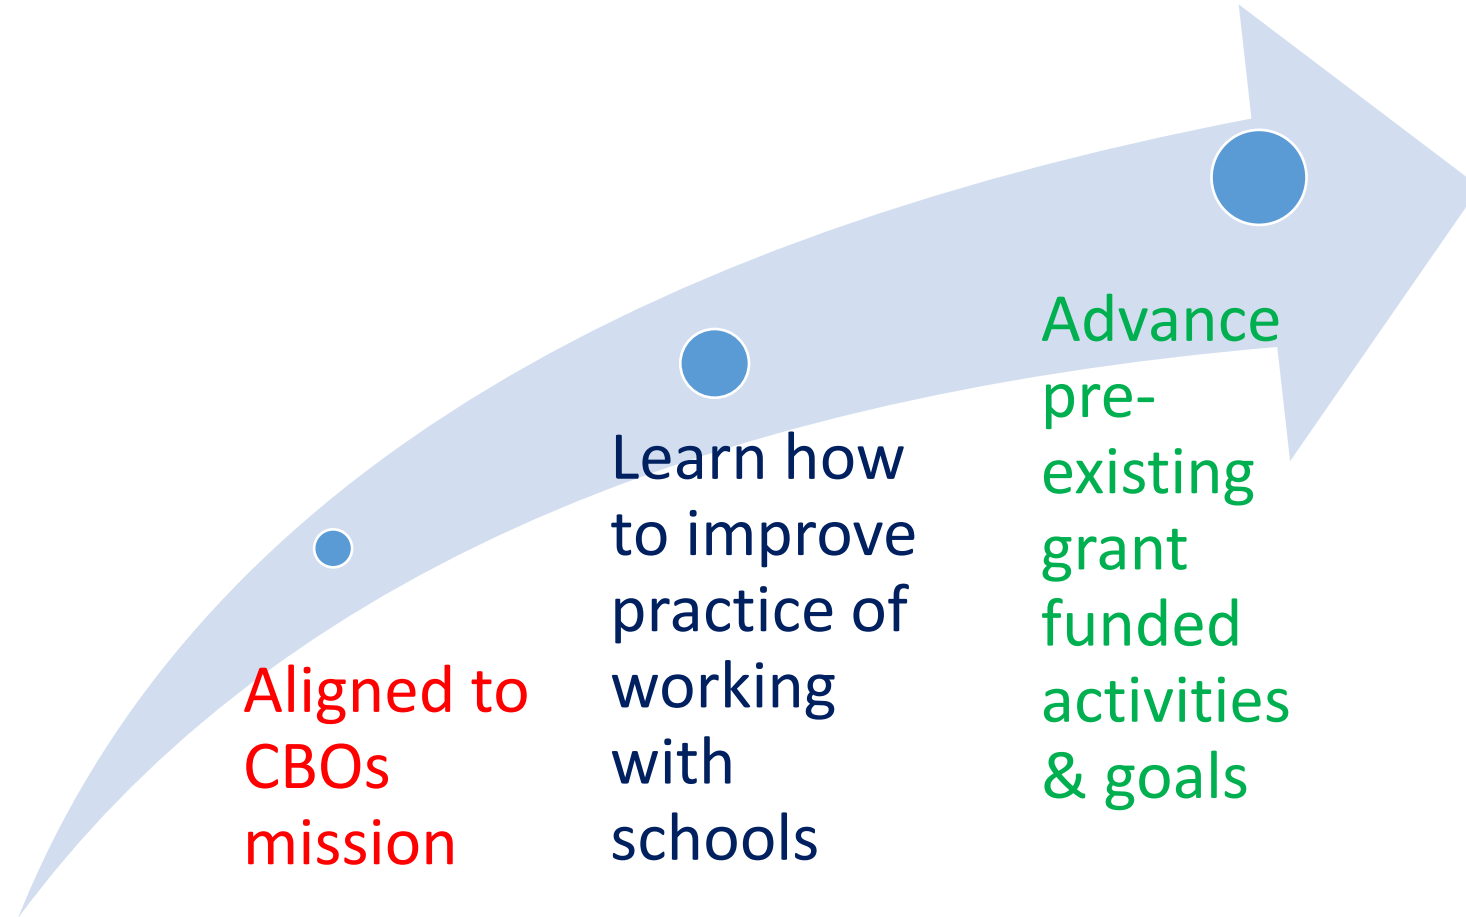 Aligned to
CBOs
mission
Learn how
to improve
practice of
working
with
schools
Advance
pre-
existing
grant
funded
activities
& goals